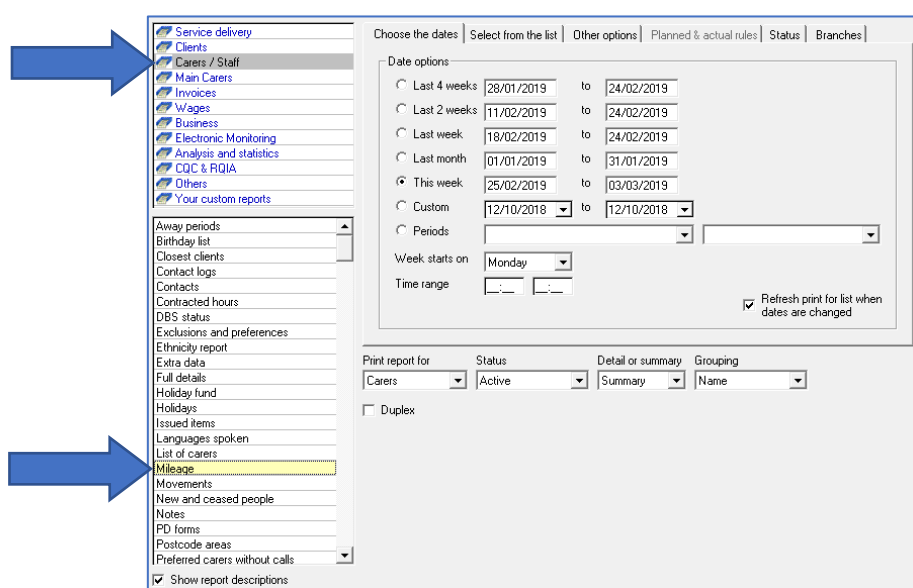 Service delivery
Clients
Carers / Staff
Main Carers
Invoices
Wages
Business
Electronic Monitoring
Analysis and statistics
CQC & RQIA
Others
Your custom reports
Away periods
Birthday list
Closest clients
Contact logs
Contacts
Contracted hours
DBS status
Exclusions and preferences
Ethnicity report
Extra data
Full details
Holiday fund
Holidays
Issued items
Languages spoken
List of carers
Mileage
Movements
New and ceased people
Notes
PD forms
Postcode areas
Preferred carers without calls
Show report descriptions
Choose the dates Select from the list Other options Planned & actual rules Status Branches
Date options
Last 4 weeks 28/01/2019 to 24/02/2019
Last 2 weeks 11/02/2019 to 24/02/2019
Last week 18/02/2019 to 24/02/2019
Last month 01/01/2019 to 31/01/2019
This week 25/02/2019 to 03/03/2019
Custom 12/10/2018 to 12/10/2018
Periods
Week starts on Monday
Time range __:__ __:__
Refresh print for list when
dates are changed
Print report for Status Detail or summary Grouping
Carers Active Summary Name
Duplex